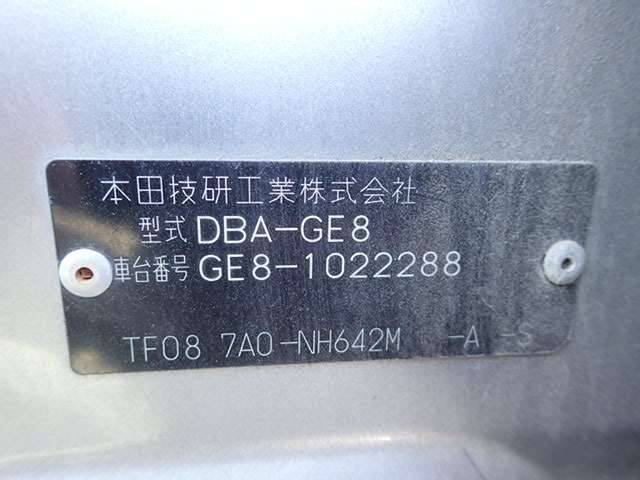 本田技研工業株式会社
型式 DBA-GE8
車台番号 GE8-1022288
TF08 7A0-NH642M -A -S